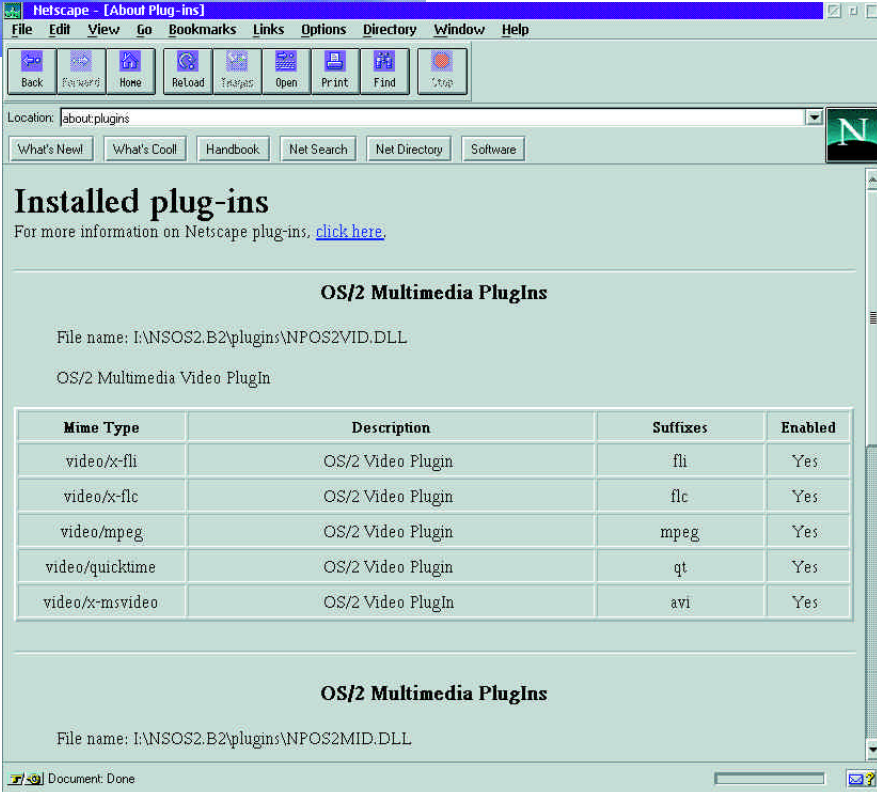 Netscape - [About Plug-ins]
File Edit View Go Bookmarks Links Options Directory Window Help
Back Forward Home Reload Images Open Print Find Stop
Location: about:plugins
N
What's New! What's Cool! Handbook Net Search Net Directory Software
Installed plug-ins
For more information on Netscape plug-ins, click here.
OS/2 Multimedia PlugIns
File name: I:\NSOS2.B2\plugins\NPOS2VID.DLL
OS/2 Multimedia Video PlugIn
Mime Type Description Suffixes Enabled
video/x-fli OS/2 Video Plugin fli Yes
video/x-flc OS/2 Video Plugin flc Yes
video/mpeg OS/2 Video Plugin mpeg Yes
video/quicktime OS/2 Video Plugin qt Yes
video/x-msvideo OS/2 Video PlugIn avi Yes
OS/2 Multimedia PlugIns
File name: I:\NSOS2.B2\plugins\NPOS2MID.DLL
Document: Done